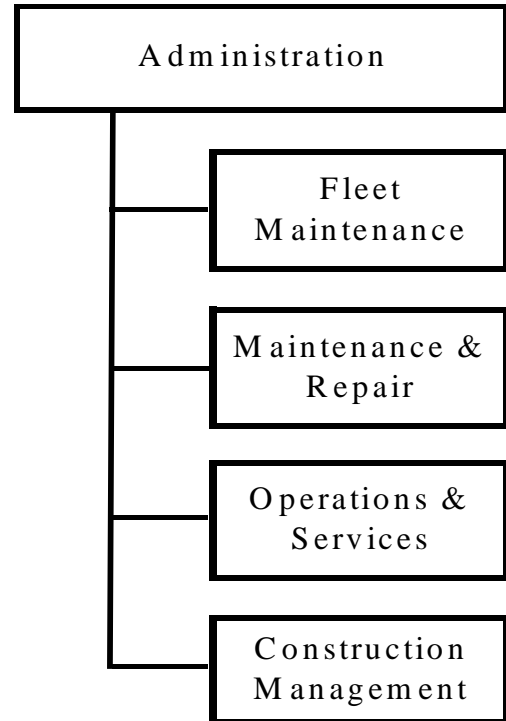 Administration
Fleet
Maintenance
Maintenance &
Repair
Operations &
Services
Construction
Management